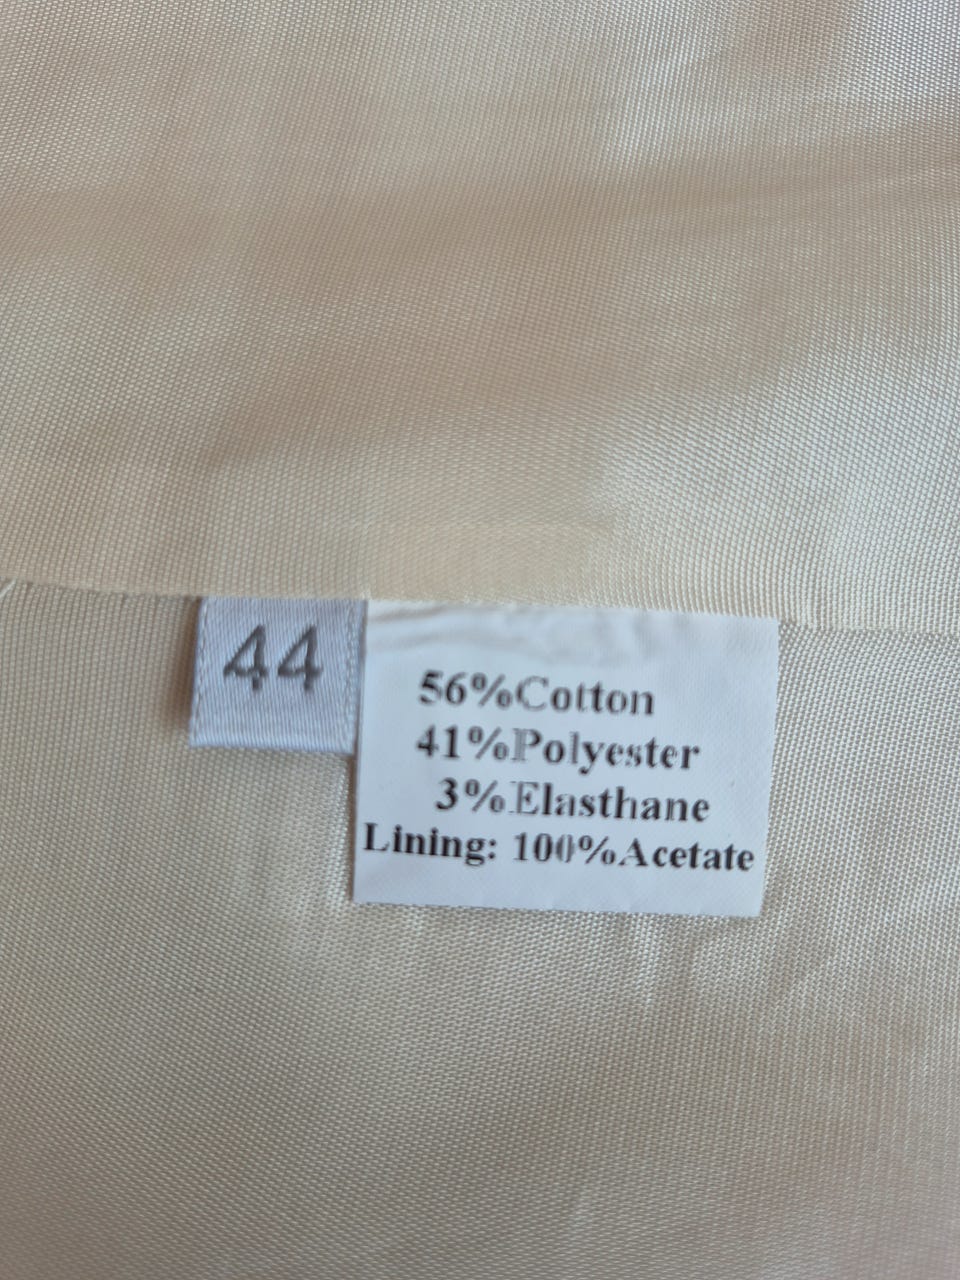 44
56%Cotton
41%Polyester
3%Elasthane
Lining: 100%Acetate